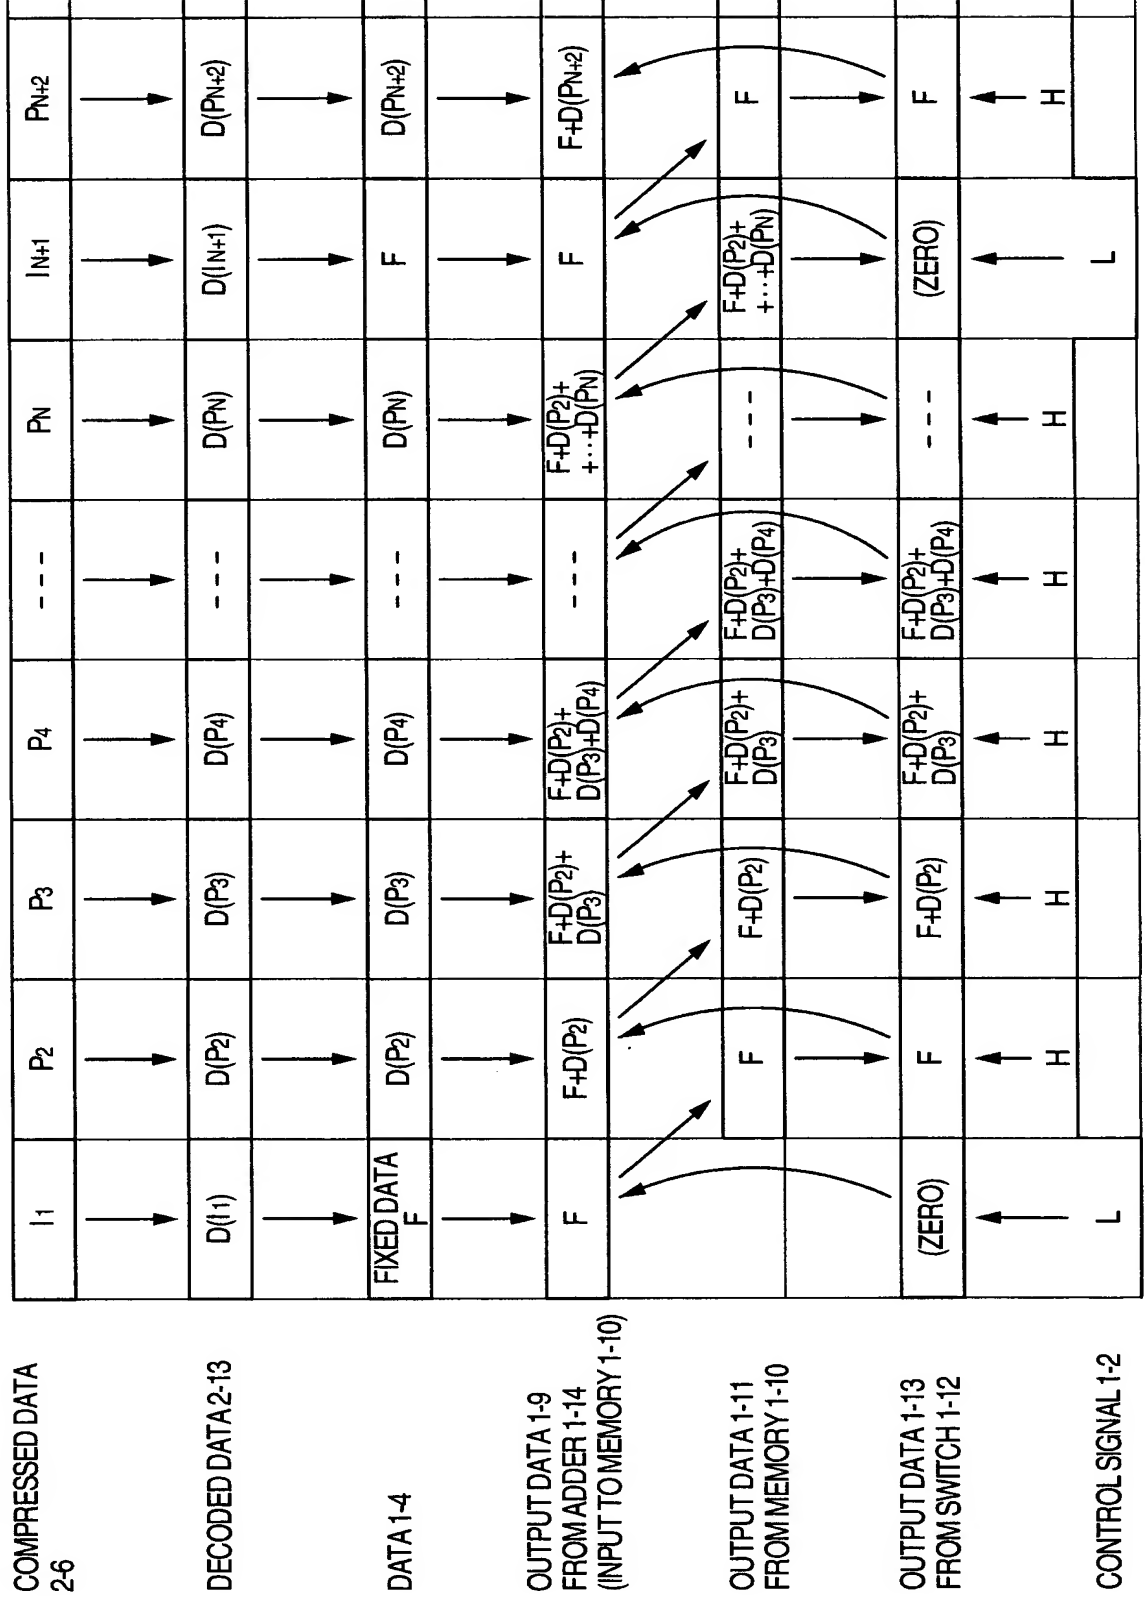 COMPRESSED DATA
2-6
I1 P2 P3 P4 --- PN IN+1 PN+2
DECODED DATA 2-13
D(I1) D(P2) D(P3) D(P4) --- D(PN) D(IN+1) D(PN+2)
DATA 1-4
FIXED DATA
F
D(P2) D(P3) D(P4) --- D(PN) F D(PN+2)
OUTPUT DATA 1-9
FROM ADDER 1-14
(INPUT TO MEMORY 1-10)
F
F+D(P2)
F+D(P2)+
D(P3)
F+D(P2)+
D(P3)+D(P4)
---
F+D(P2)+
+···+D(PN)
F
F+D(PN+2)
OUTPUT DATA 1-11
FROM MEMORY 1-10
F
F+D(P2)
F+D(P2)+
D(P3)
F+D(P2)+
D(P3)+D(P4)
---
F+D(P2)+
+···+D(PN)
F
OUTPUT DATA 1-13
FROM SWITCH 1-12
(ZERO)
F
F+D(P2)
F+D(P2)+
D(P3)
F+D(P2)+
D(P3)+D(P4)
---
(ZERO)
F
CONTROL SIGNAL 1-2
L H H H H H L H